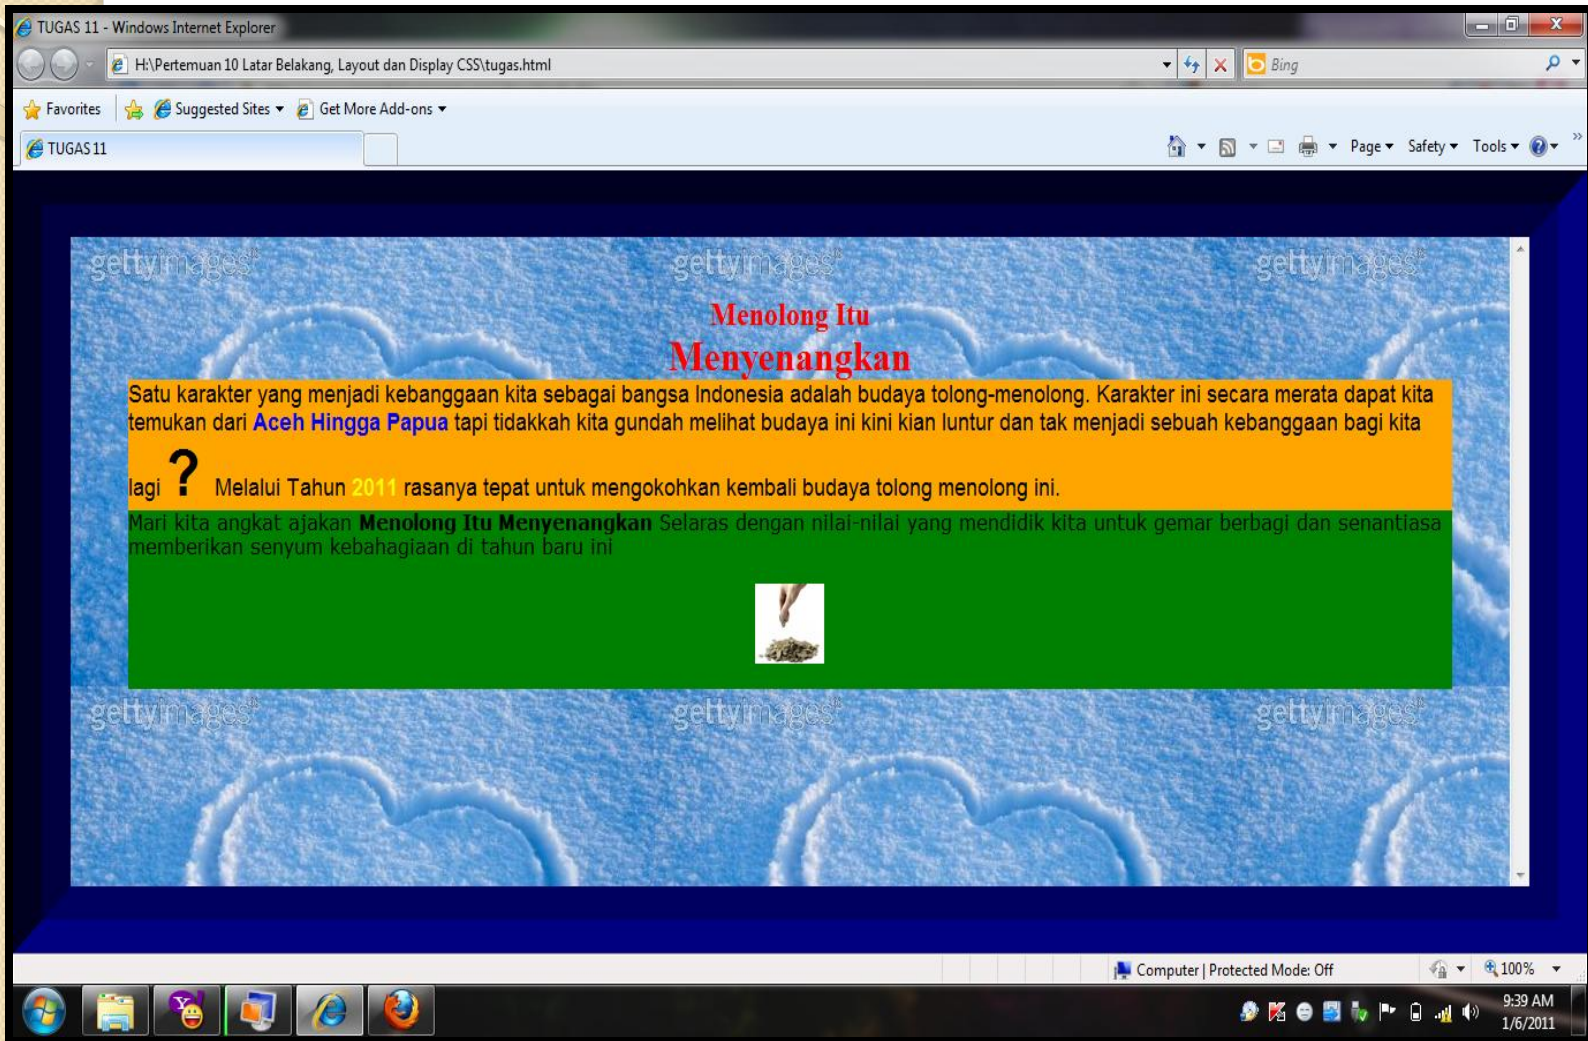 TUGAS 11 - Windows Internet Explorer
H:\Pertemuan 10 Latar Belakang, Layout dan Display CSS\tugas.html
Bing
Favorites
Suggested Sites
Get More Add-ons
TUGAS 11
Page
Safety
Tools
gettyimages® gettyimages® gettyimages®
Menolong Itu
Menyenangkan
Satu karakter yang menjadi kebanggaan kita sebagai bangsa Indonesia adalah budaya tolong-menolong. Karakter ini secara merata dapat kita
temukan dari Aceh Hingga Papua tapi tidakkah kita gundah melihat budaya ini kini kian luntur dan tak menjadi sebuah kebanggaan bagi kita
lagi ? Melalui Tahun 2011 rasanya tepat untuk mengokohkan kembali budaya tolong menolong ini.
Mari kita angkat ajakan Menolong Itu Menyenangkan Selaras dengan nilai-nilai yang mendidik kita untuk gemar berbagi dan senantiasa
memberikan senyum kebahagiaan di tahun baru ini
gettyimages® gettyimages® gettyimages®
Computer | Protected Mode: Off
100%
9:39 AM
1/6/2011